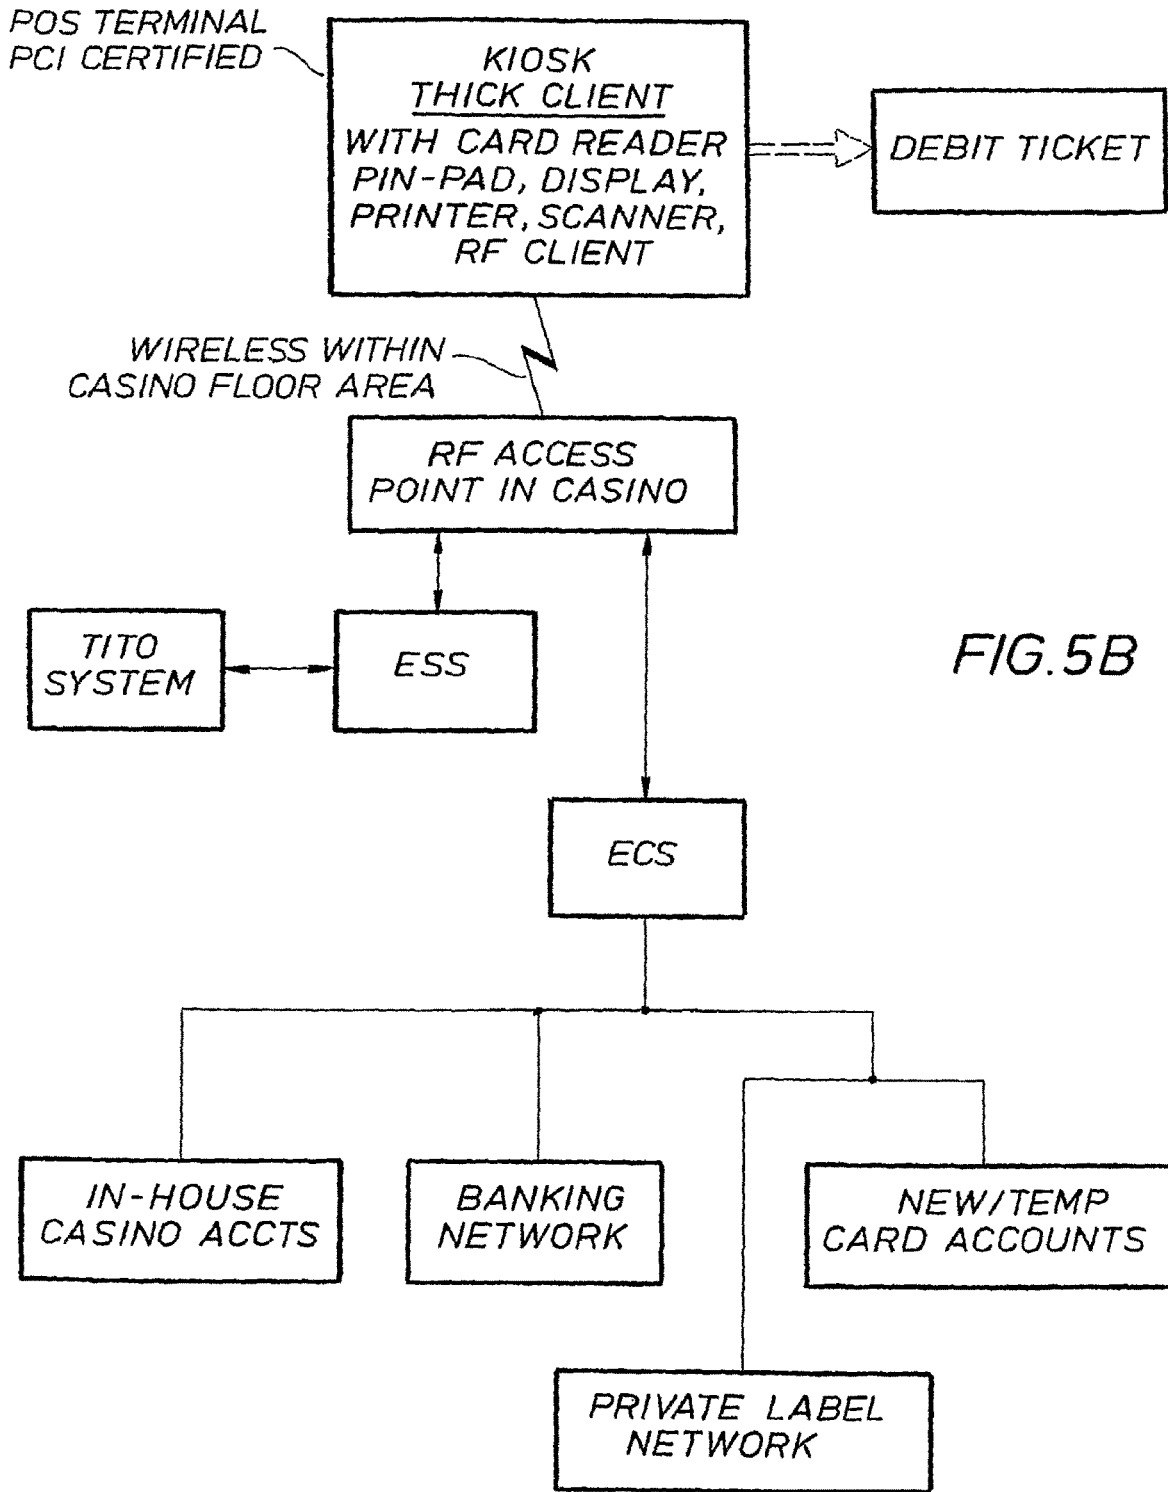 POS TERMINAL
PCI CERTIFIED
KIOSK
THICK CLIENT
WITH CARD READER
PIN-PAD, DISPLAY,
PRINTER, SCANNER,
RF CLIENT
DEBIT TICKET
WIRELESS WITHIN
CASINO FLOOR AREA
RF ACCESS
POINT IN CASINO
TITO
SYSTEM
ESS
FIG.5B
ECS
IN-HOUSE
CASINO ACCTS
BANKING
NETWORK
NEW/TEMP
CARD ACCOUNTS
PRIVATE LABEL
NETWORK